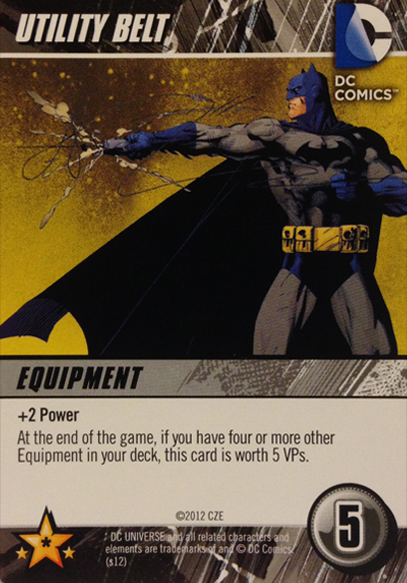 UTILITY BELT
DC
DC
COMICS™
EQUIPMENT
+2 Power
At the end of the game, if you have four or more other
Equipment in your deck, this card is worth 5 VPs.
©2012 CZE
*
5
DC UNIVERSE and all related characters and
elements are trademarks of and © DC Comics.
(s12)